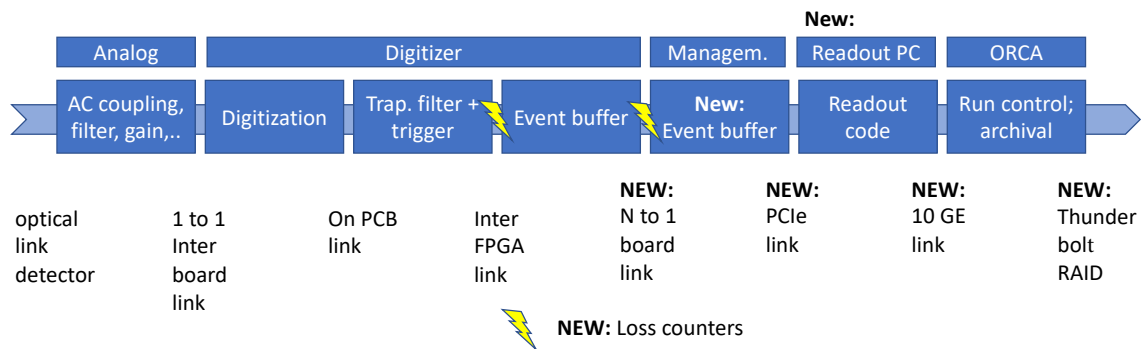 New:
Analog
Digitizer
Managem.
Readout PC
ORCA
AC coupling,
filter, gain,..
Digitization
Trap. filter +
trigger
Event buffer
New:
Event buffer
Readout
code
Run control;
archival
optical
link
detector
1 to 1
Inter
board
link
On PCB
link
Inter
FPGA
link
NEW:
N to 1
board
link
NEW:
PCIe
link
NEW:
10 GE
link
NEW:
Thunder
bolt
RAID
NEW: Loss counters